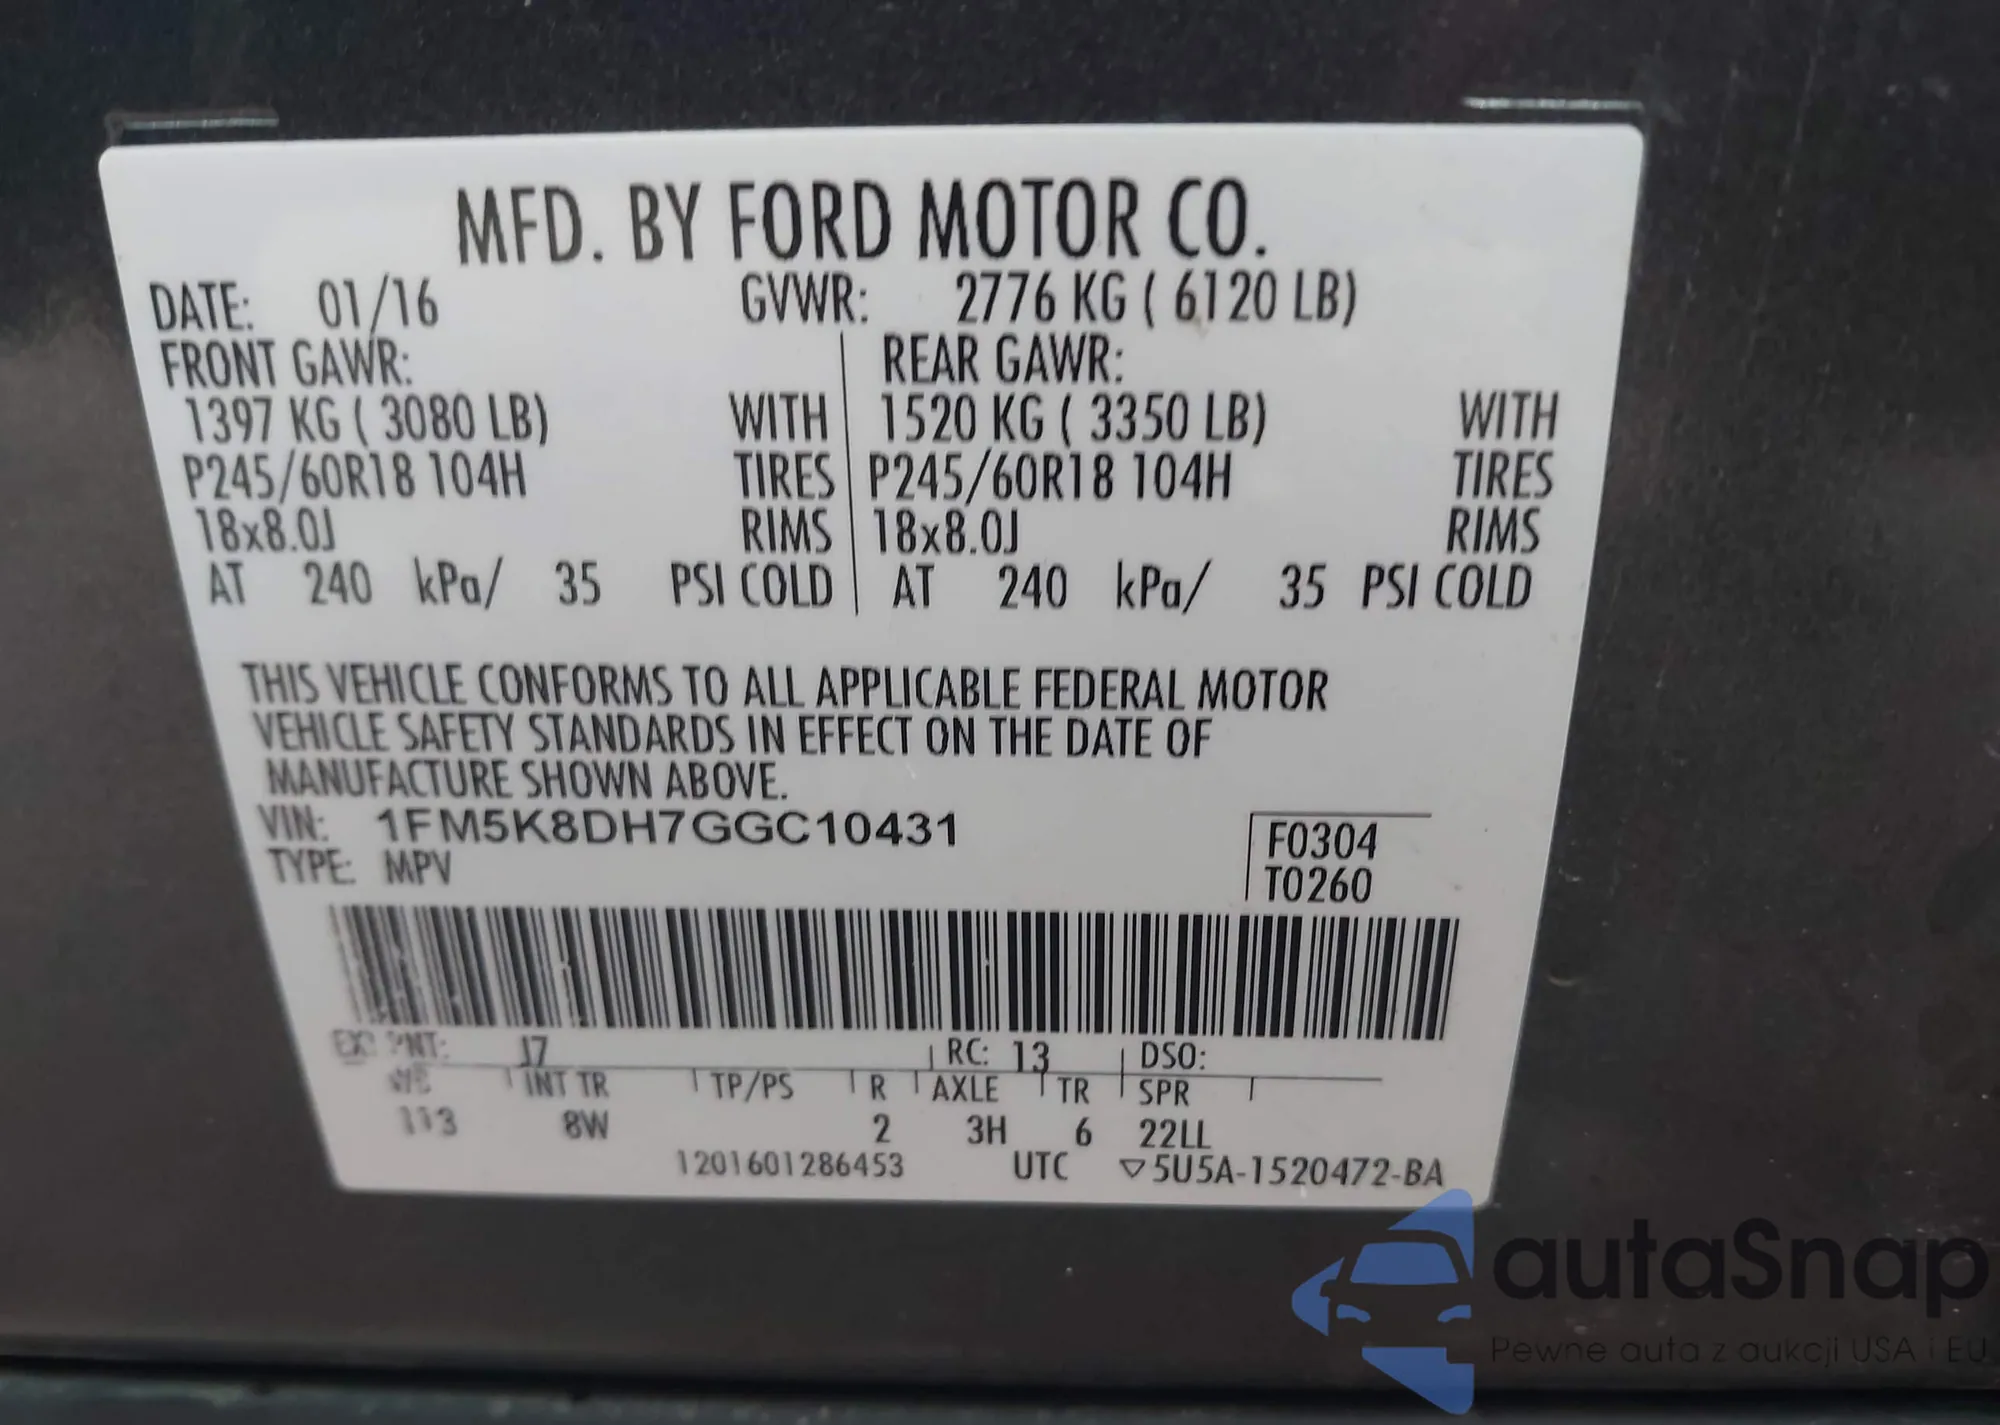 MFD. BY FORD MOTOR CO.
DATE: 01/16 GVWR: 2776 KG ( 6120 LB)
FRONT GAWR: REAR GAWR:
1397 KG ( 3080 LB) WITH 1520 KG ( 3350 LB) WITH
P245/60R18 104H TIRES P245/60R18 104H TIRES
18x8.0J RIMS 18x8.0J RIMS
AT 240 kPa/ 35 PSI COLD AT 240 kPa/ 35 PSI COLD
THIS VEHICLE CONFORMS TO ALL APPLICABLE FEDERAL MOTOR
VEHICLE SAFETY STANDARDS IN EFFECT ON THE DATE OF
MANUFACTURE SHOWN ABOVE.
VIN: 1FM5K8DH7GGC10431 F0304
TYPE: MPV T0260
PNT: J7 RC: 13 DSO:
INT TR TP/PS R AXLE TR SPR
113 8W 2 3H 6 22LL
1201601286453 UTC ▽5U5A-1520472-BA
autaSnap
Pewne auta z aukcji USA i EU